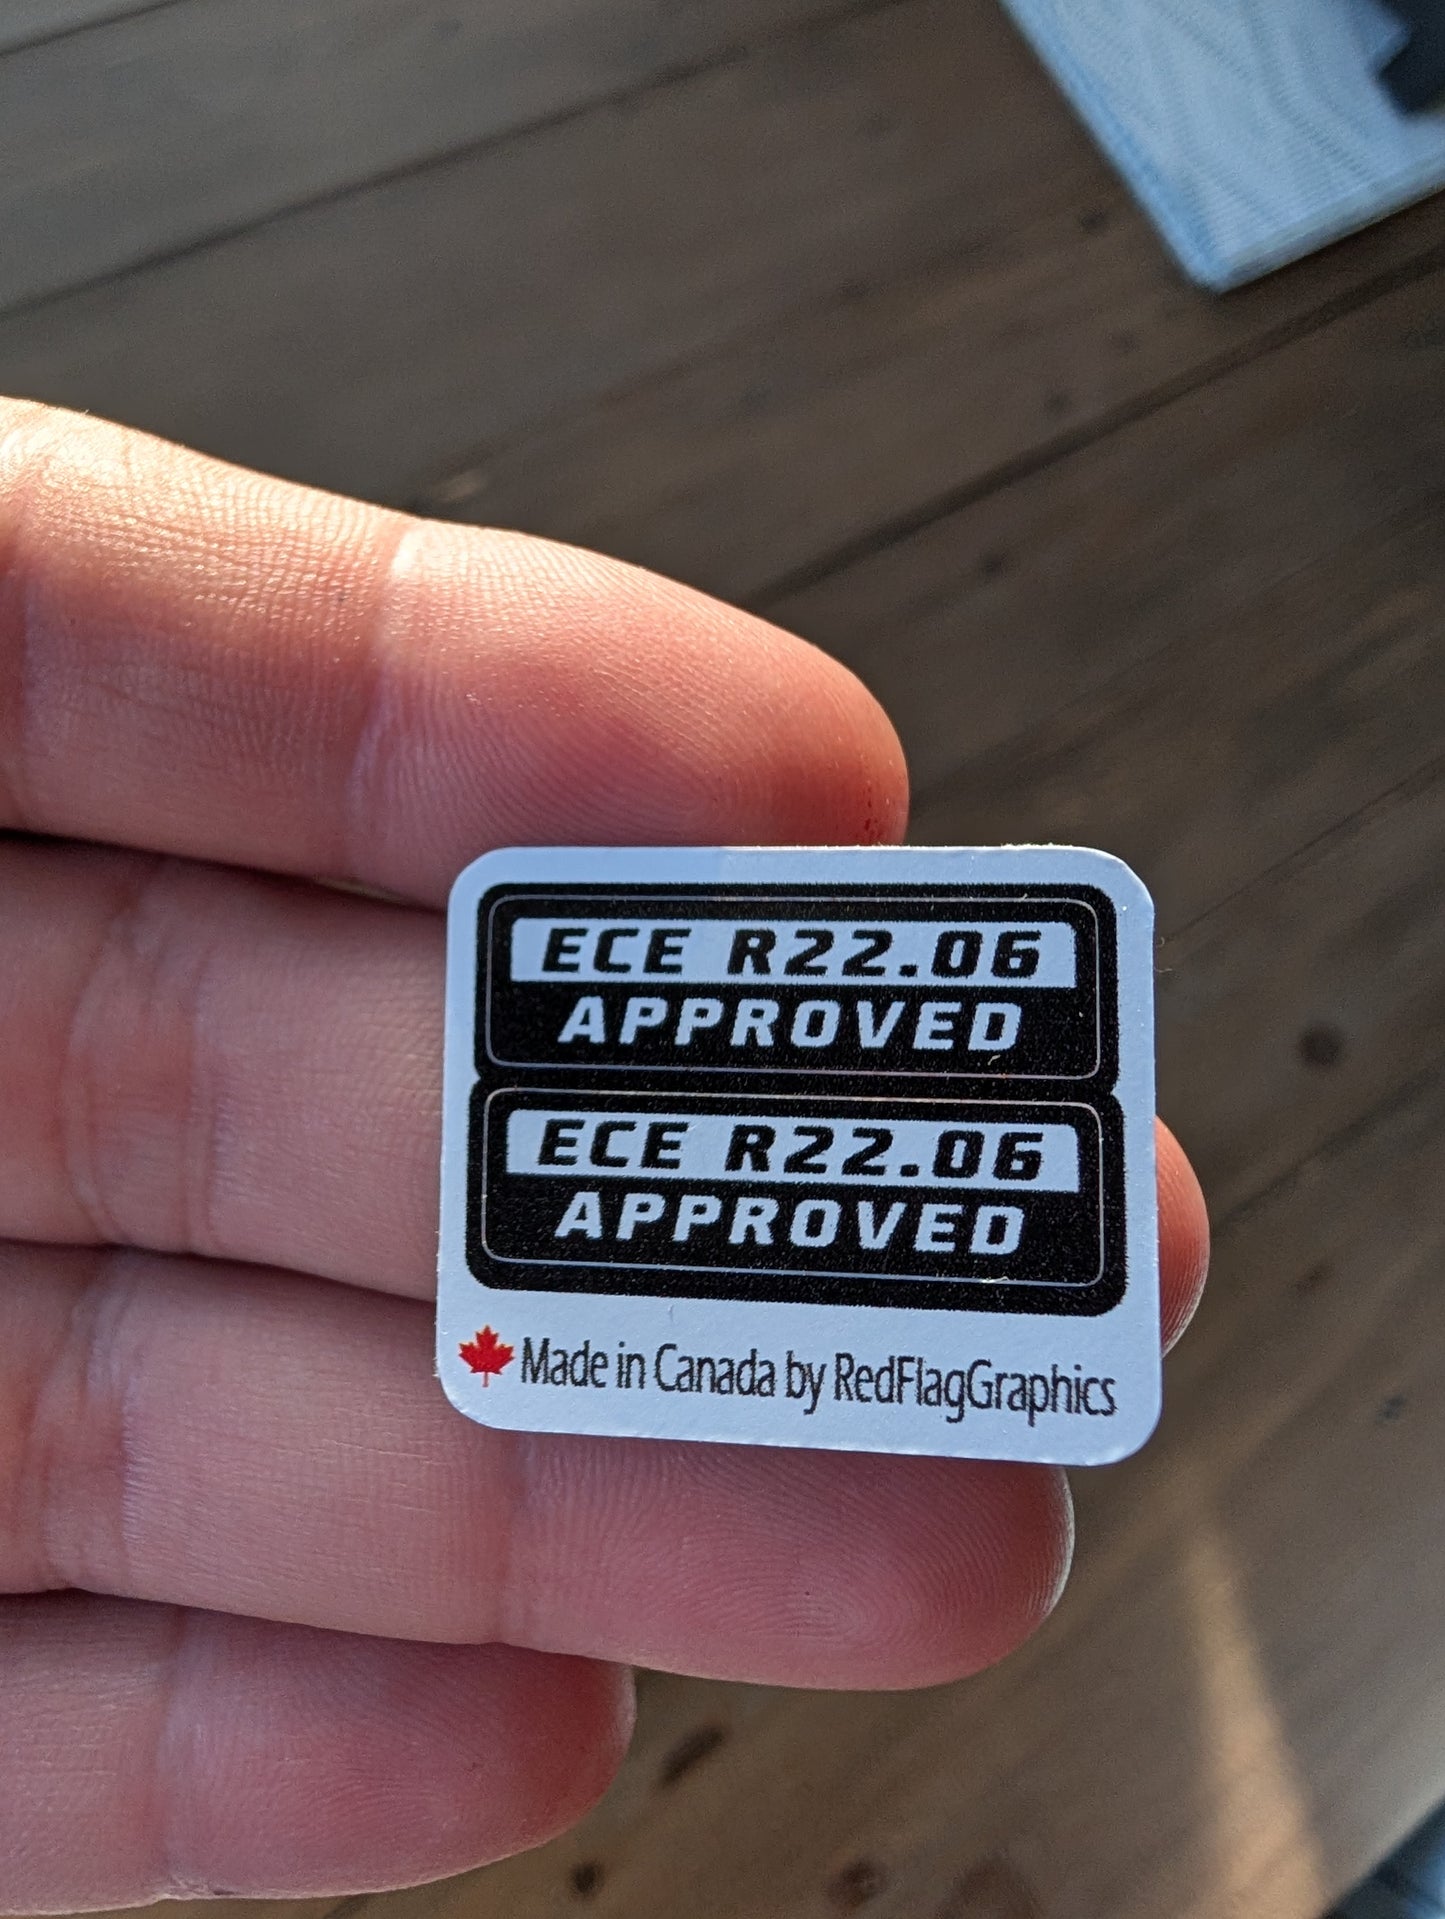 ECE R22.06
APPROVED
ECE R22.06
APPROVED
Made in Canada by RedFlagGraphics